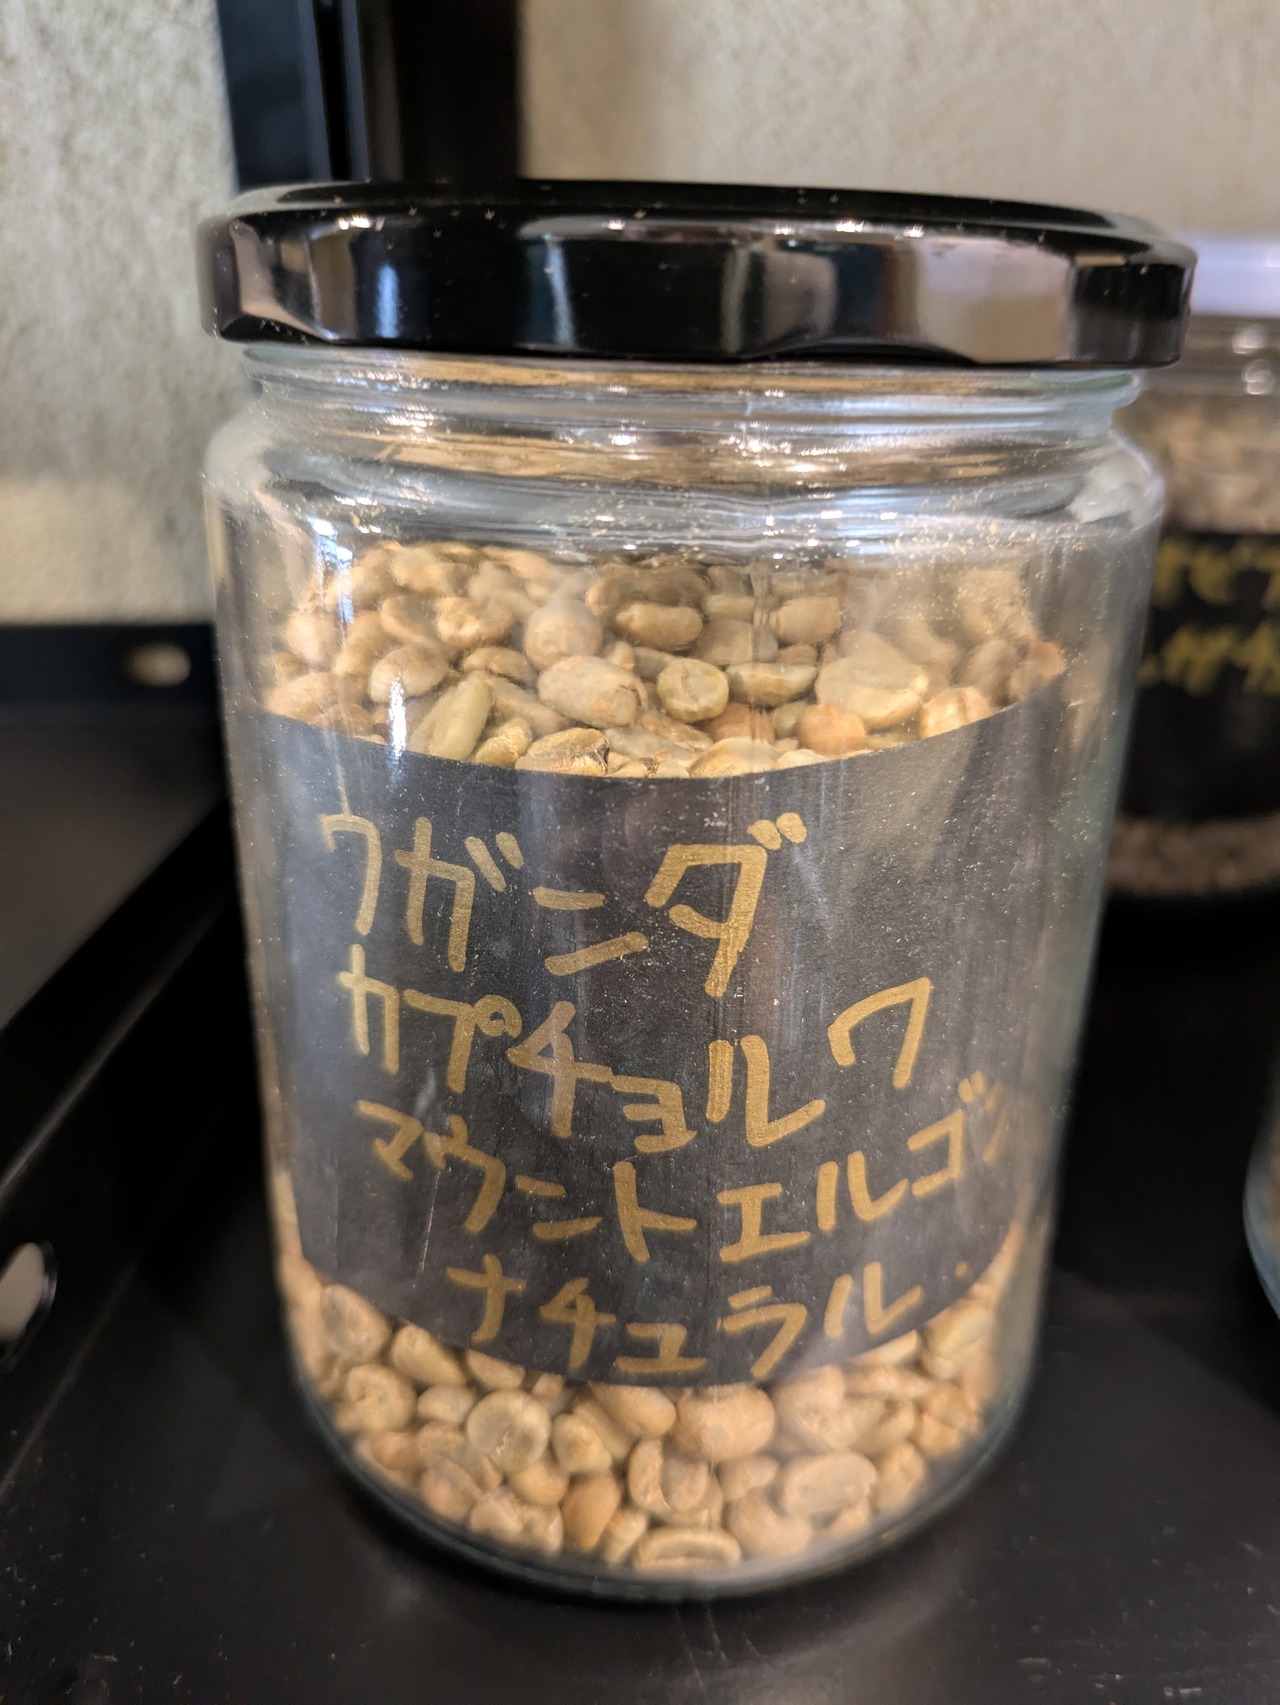 ウガンダ
カプチョルワ
マウントエルゴン
ナチュラル.